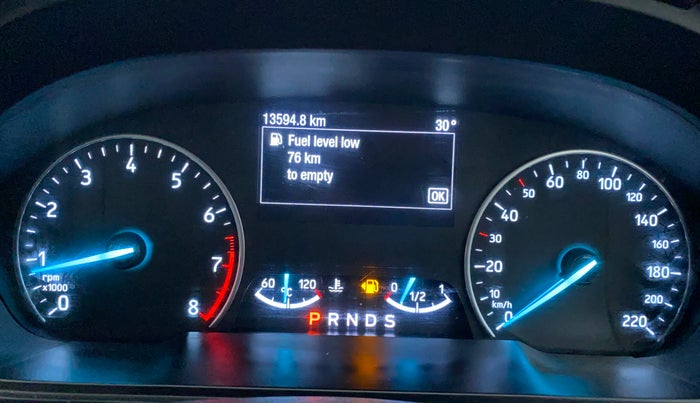 13594.8 km 30°
Fuel level low
76 km
to empty
OK
0 1 2 3 4 5 6 7 8
rpm
x1000
60 °C 120
0 1/2 1
P R N D S
0 10 20 30 40 50 60 80 100 120 140 160 180 200 220
km/h